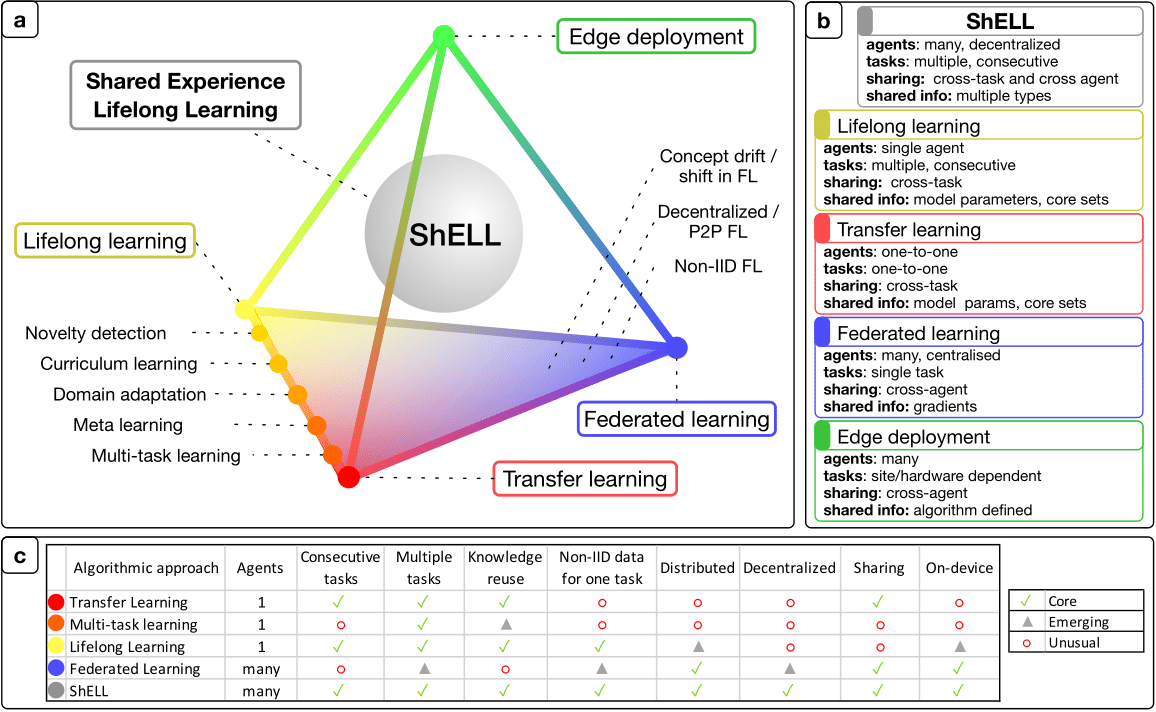 a
Edge deployment
Shared Experience
Lifelong Learning
Concept drift /
shift in FL
Decentralized /
P2P FL
Non-IID FL
ShELL
Lifelong learning
Novelty detection
Curriculum learning
Domain adaptation
Meta learning
Multi-task learning
Federated learning
Transfer learning
b
ShELL
agents: many, decentralized
tasks: multiple, consecutive
sharing: cross-task and cross agent
shared info: multiple types
Lifelong learning
agents: single agent
tasks: multiple, consecutive
sharing: cross-task
shared info: model parameters, core sets
Transfer learning
agents: one-to-one
tasks: one-to-one
sharing: cross-task
shared info: model params, core sets
Federated learning
agents: many, centralised
tasks: single task
sharing: cross-agent
shared info: gradients
Edge deployment
agents: many
tasks: site/hardware dependent
sharing: cross-agent
shared info: algorithm defined
c
Algorithmic approach Agents Consecutive tasks Multiple tasks Knowledge reuse Non-IID data for one task Distributed Decentralized Sharing On-device
Transfer Learning 1 ✓ ✓ ✓ ○ ○ ○ ✓ ○
Multi-task learning 1 ○ ✓ ▲ ○ ○ ○ ○ ○
Lifelong Learning 1 ✓ ✓ ✓ ✓ ▲ ○ ○ ▲
Federated Learning many ○ ▲ ○ ▲ ✓ ▲ ✓ ✓
ShELL many ✓ ✓ ✓ ✓ ✓ ✓ ✓ ✓
✓ Core
▲ Emerging
○ Unusual